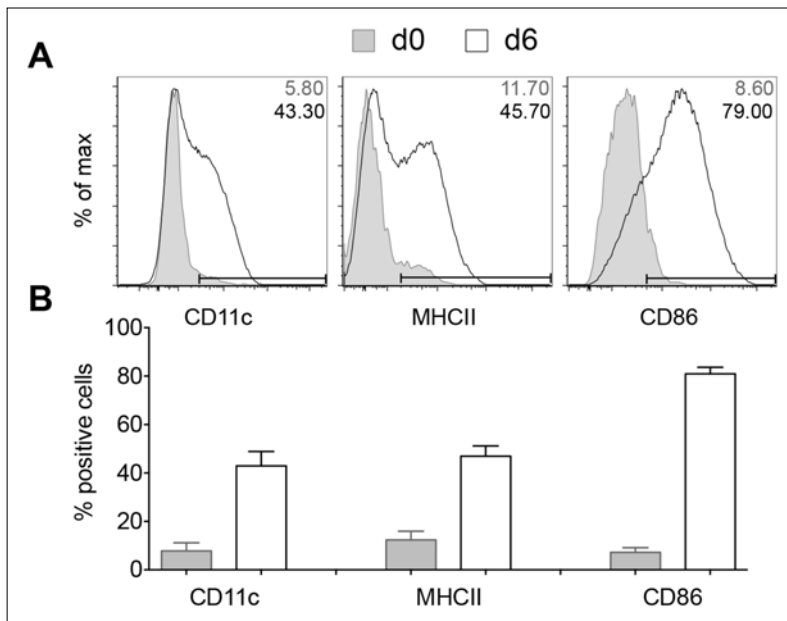 d0 d6
A
5.80 11.70 8.60
43.30 45.70 79.00
% of max
CD11c MHCII CD86
B
100
80
60
40
20
0
% positive cells
CD11c MHCII CD86